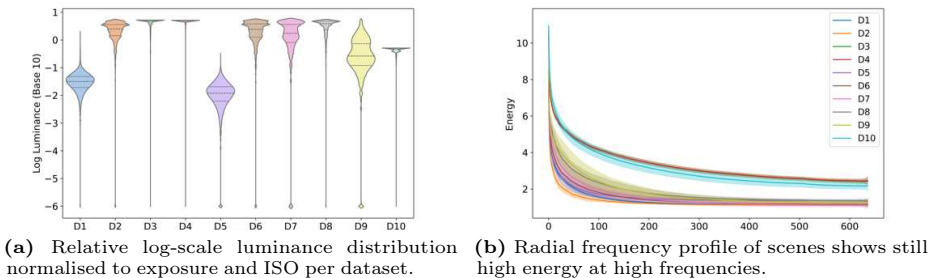 1
0
−1
−2
−3
−4
−5
−6
Log Luminance (Base 10)
D1 D2 D3 D4 D5 D6 D7 D8 D9 D10
(a) Relative log-scale luminance distribution
normalised to exposure and ISO per dataset.
10
8
6
4
2
Energy
0 100 200 300 400 500 600
D1
D2
D3
D4
D5
D6
D7
D8
D9
D10
(b) Radial frequency profile of scenes shows still
high energy at high frequencies.